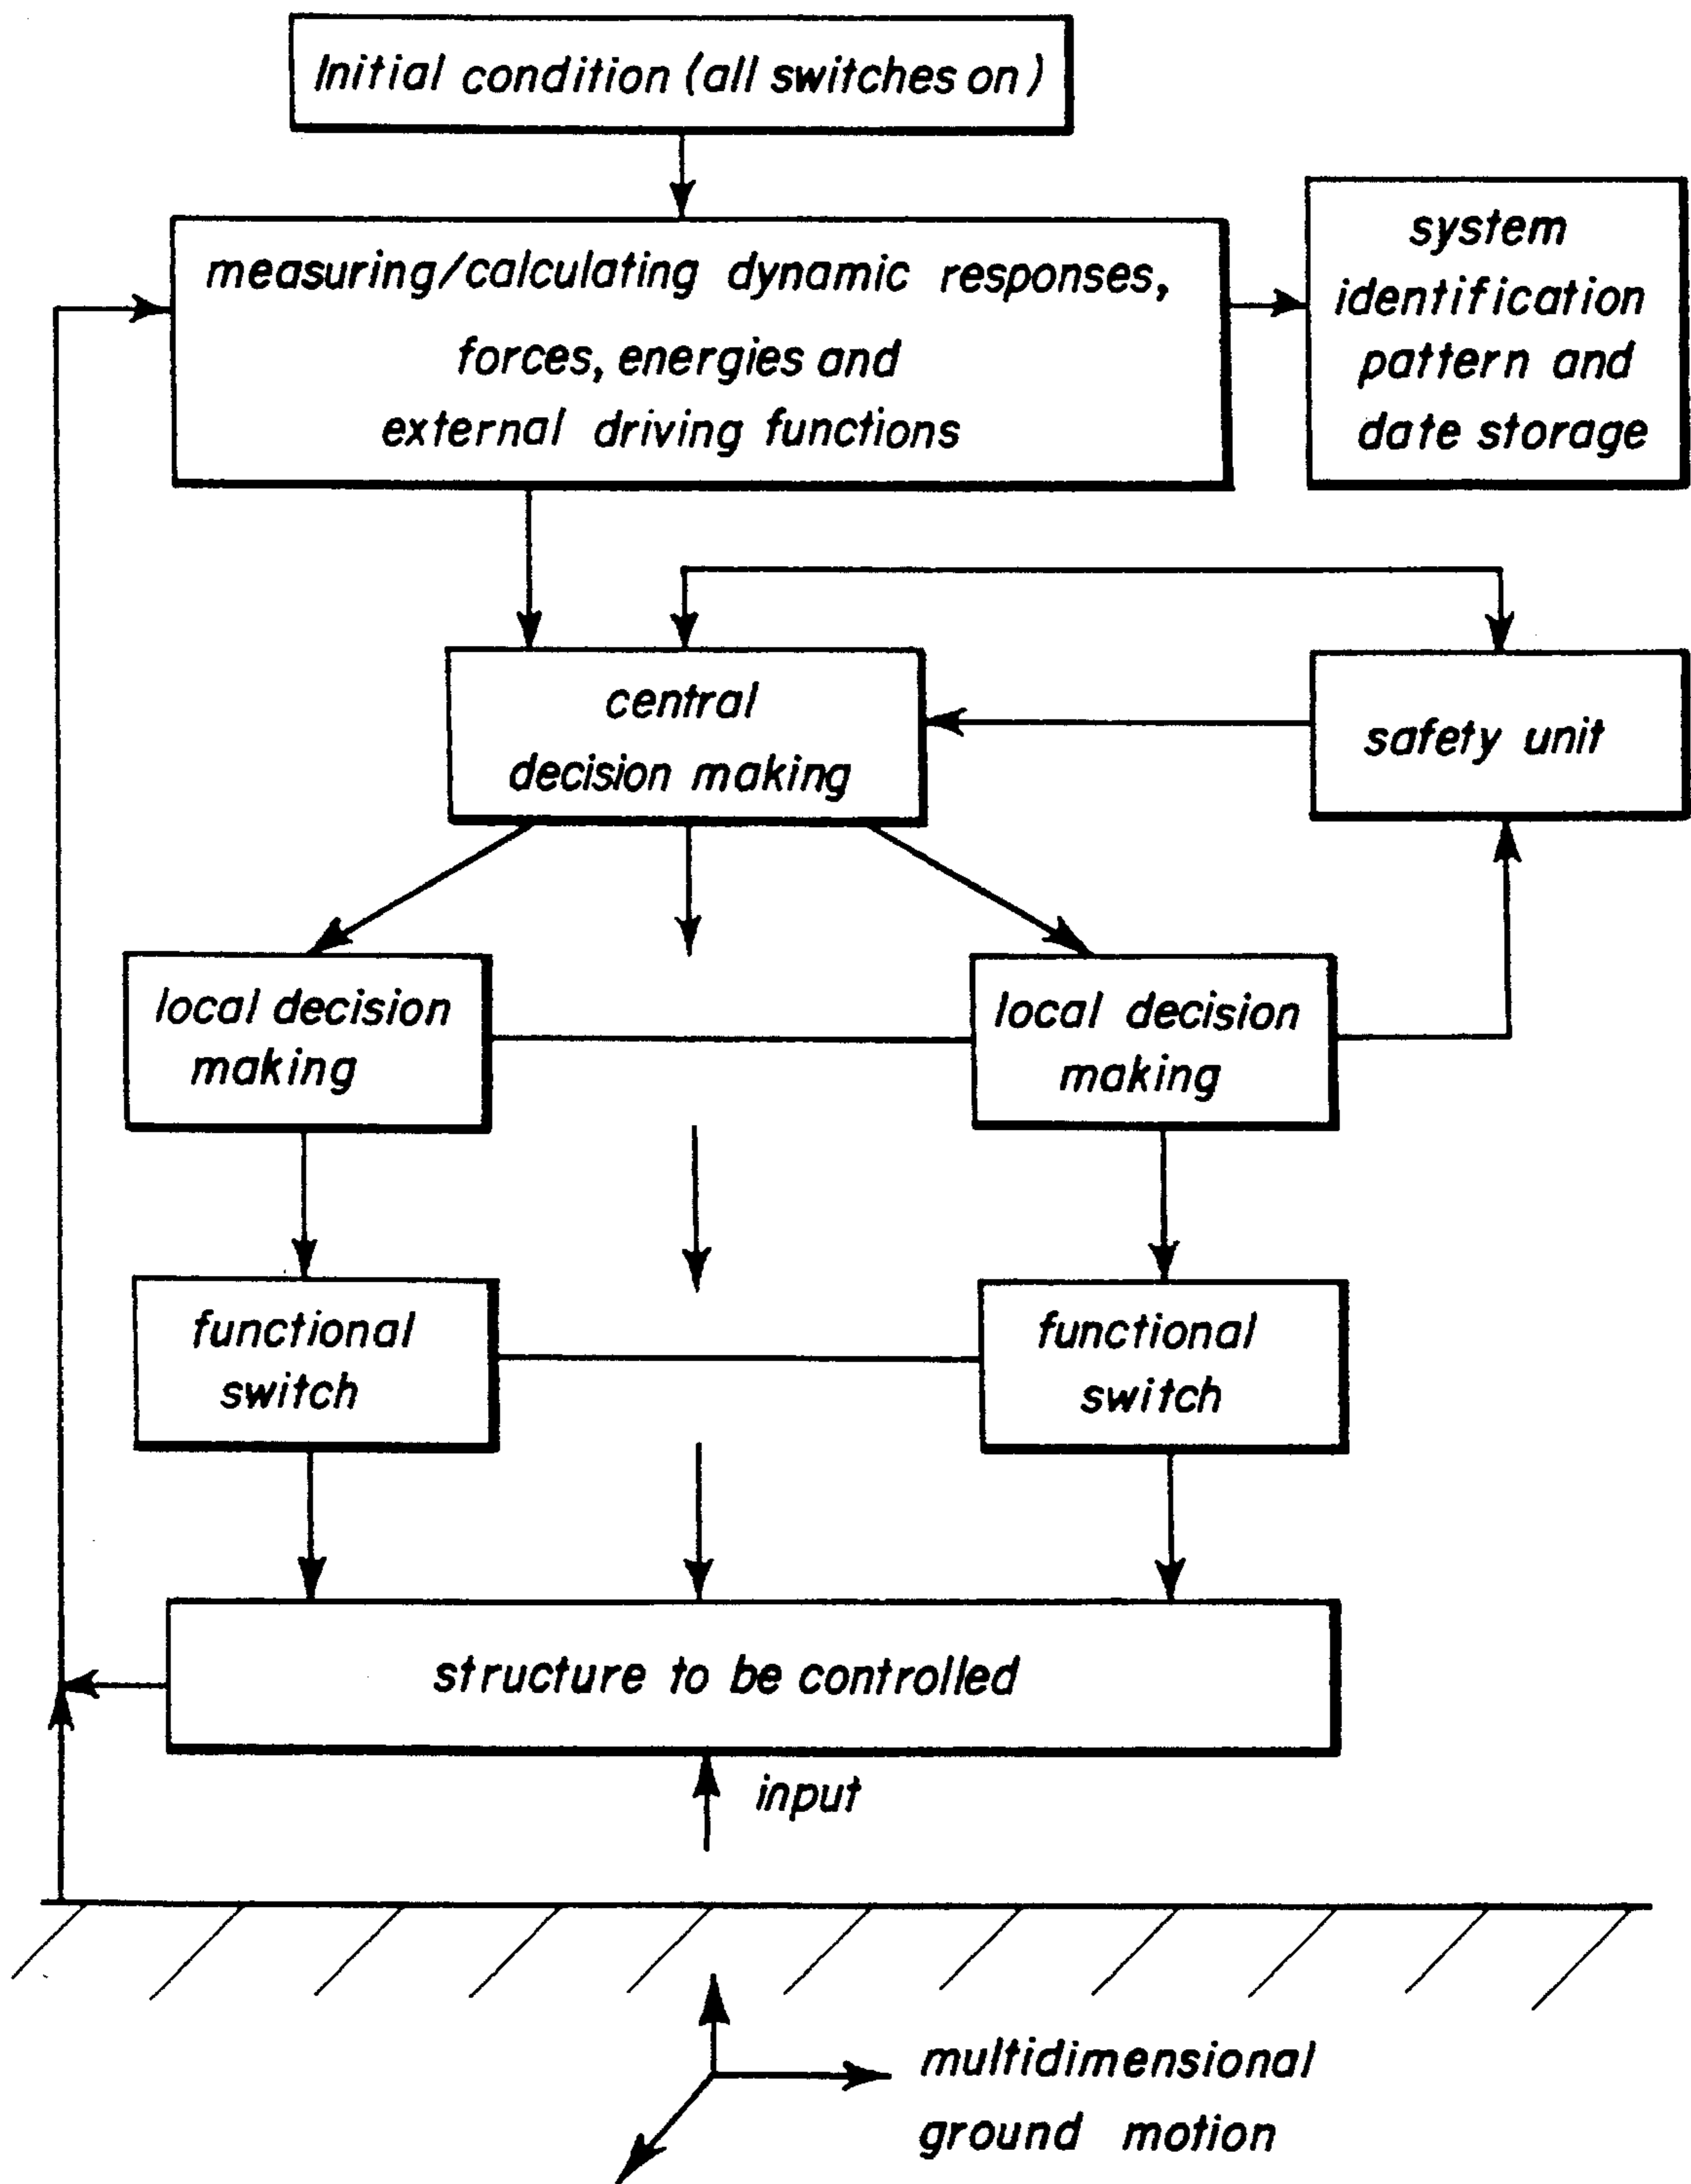 Initial condition (all switches on)
measuring/calculating dynamic responses,
forces, energies and
external driving functions
system
identification
pattern and
date storage
central
decision making
safety unit
local decision
making
local decision
making
functional
switch
functional
switch
structure to be controlled
input
multidimensional
ground motion